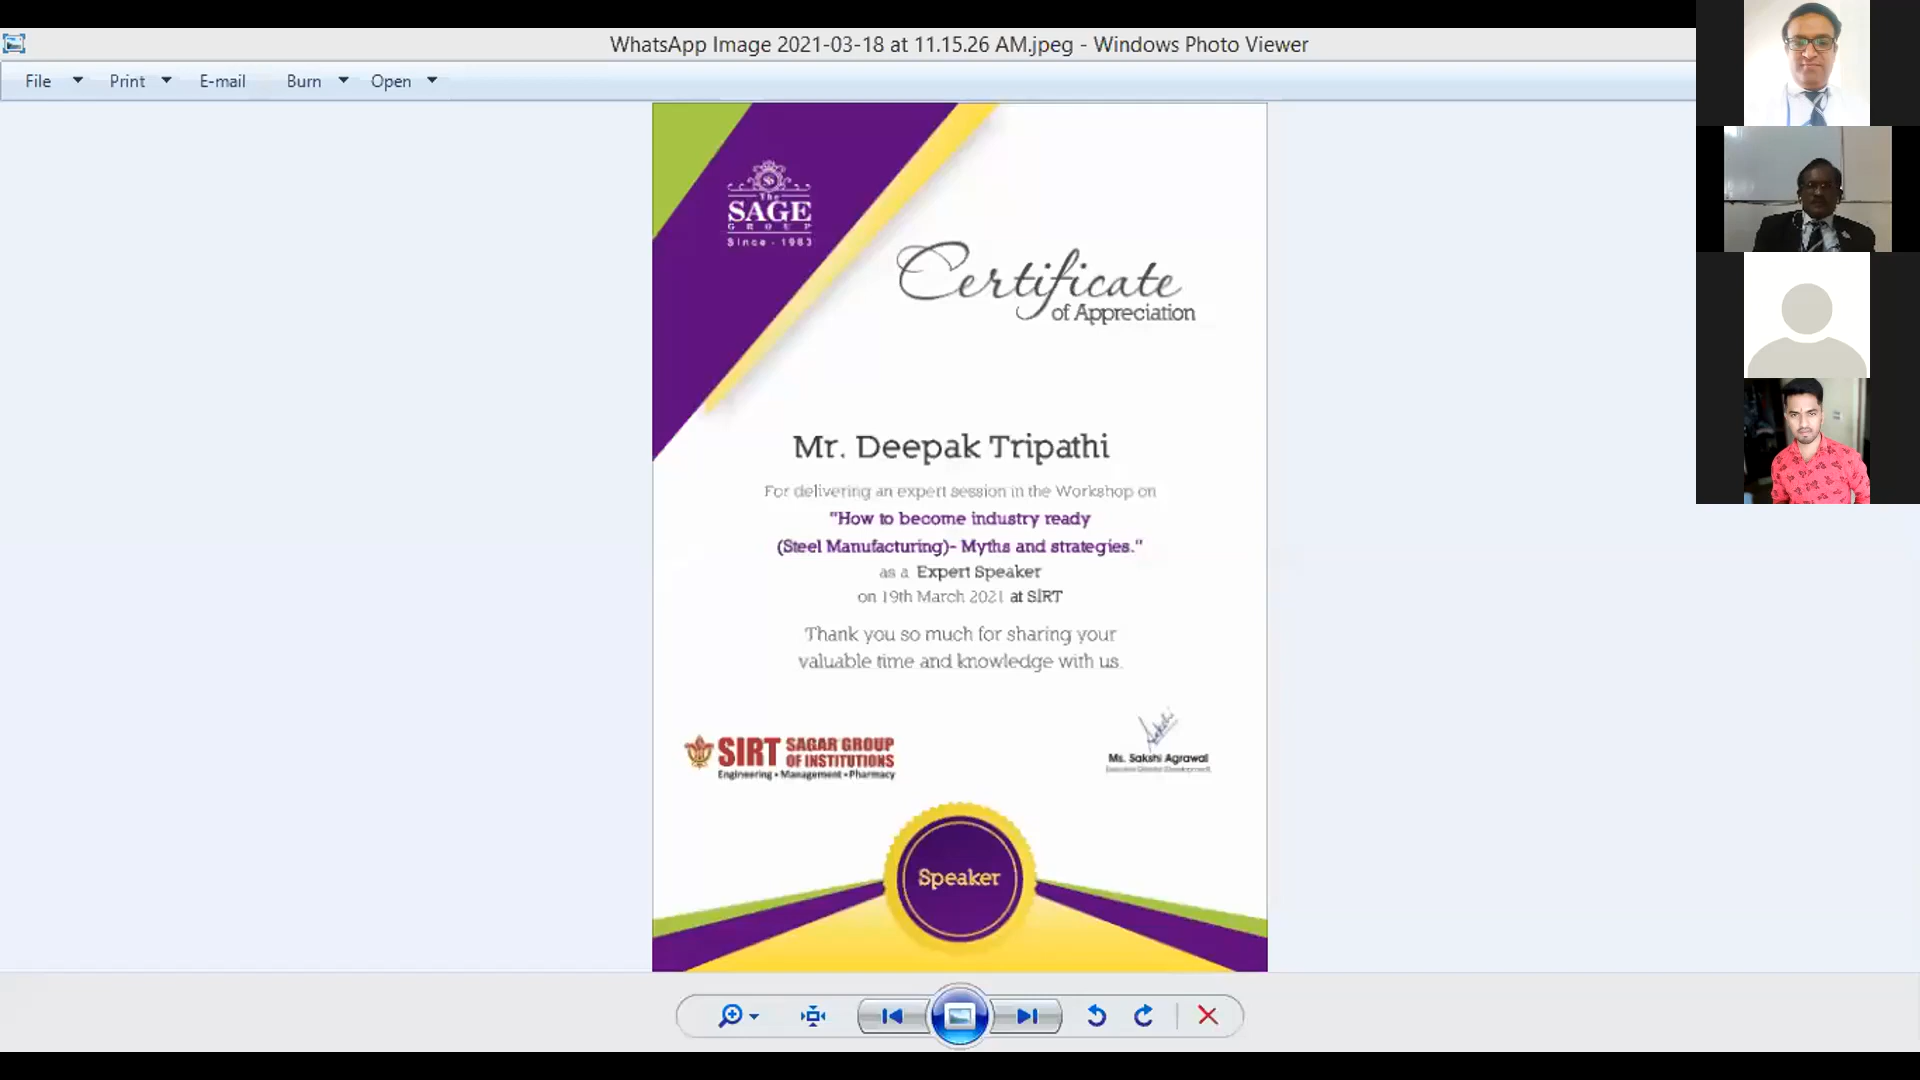 WhatsApp Image 2021-03-18 at 11.15.26 AM.jpeg - Windows Photo Viewer
File Print E-mail Burn Open
The
SAGE
GROUP
Since - 1983
Certificate
of Appreciation
Mr. Deepak Tripathi
For delivering an expert session in the Workshop on
"How to become industry ready
(Steel Manufacturing)- Myths and strategies."
as a Expert Speaker
on 19th March 2021 at SIRT
Thank you so much for sharing your
valuable time and knowledge with us.
SIRT SAGAR GROUP
OF INSTITUTIONS
Engineering • Management • Pharmacy
Ms. Sakshi Agrawal
Speaker